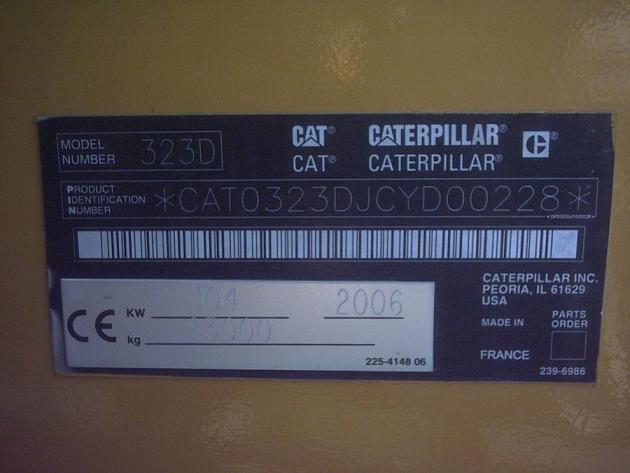 MODEL NUMBER 323D
CAT® CATERPILLAR®
CAT® CATERPILLAR®
PRODUCT IDENTIFICATION NUMBER *CAT0323DJCYD00228*
CATERPILLAR INC.
PEORIA, IL 61629
USA
MADE IN
FRANCE
PARTS ORDER
239-6986
CE
KW 104 2006
kg 23000
225-4148 06